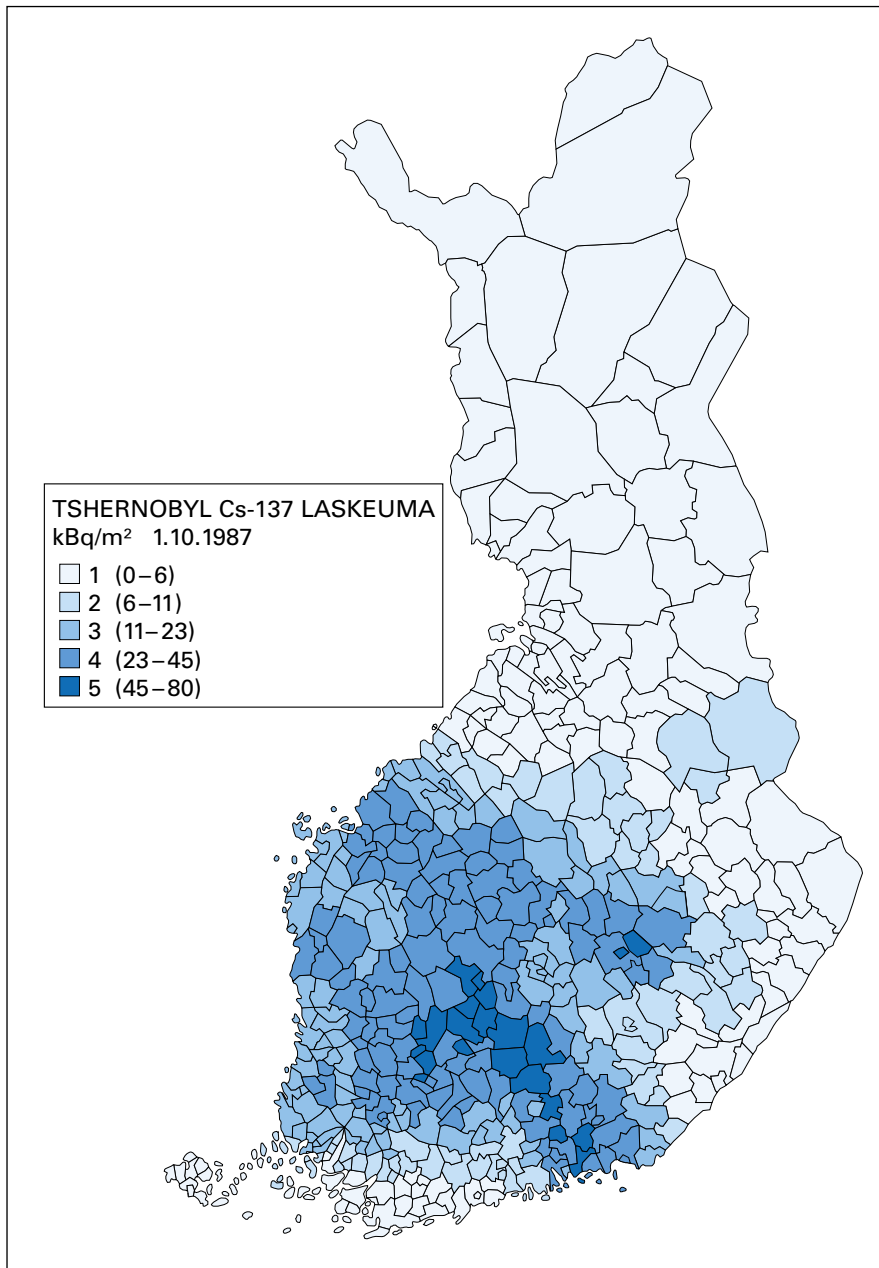 TSHERNOBYL Cs-137 LASKEUMA
kBq/m² 1.10.1987
1 (0–6)
2 (6–11)
3 (11–23)
4 (23–45)
5 (45–80)